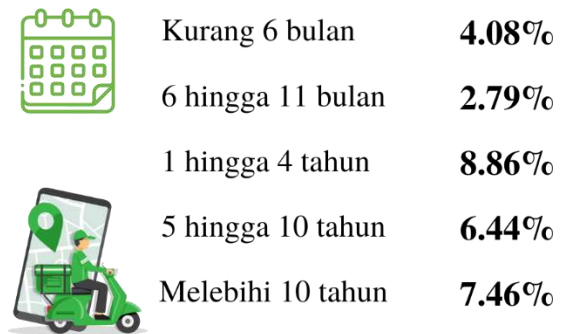 Kurang 6 bulan 4.08%
6 hingga 11 bulan 2.79%
1 hingga 4 tahun 8.86%
5 hingga 10 tahun 6.44%
Melebihi 10 tahun 7.46%